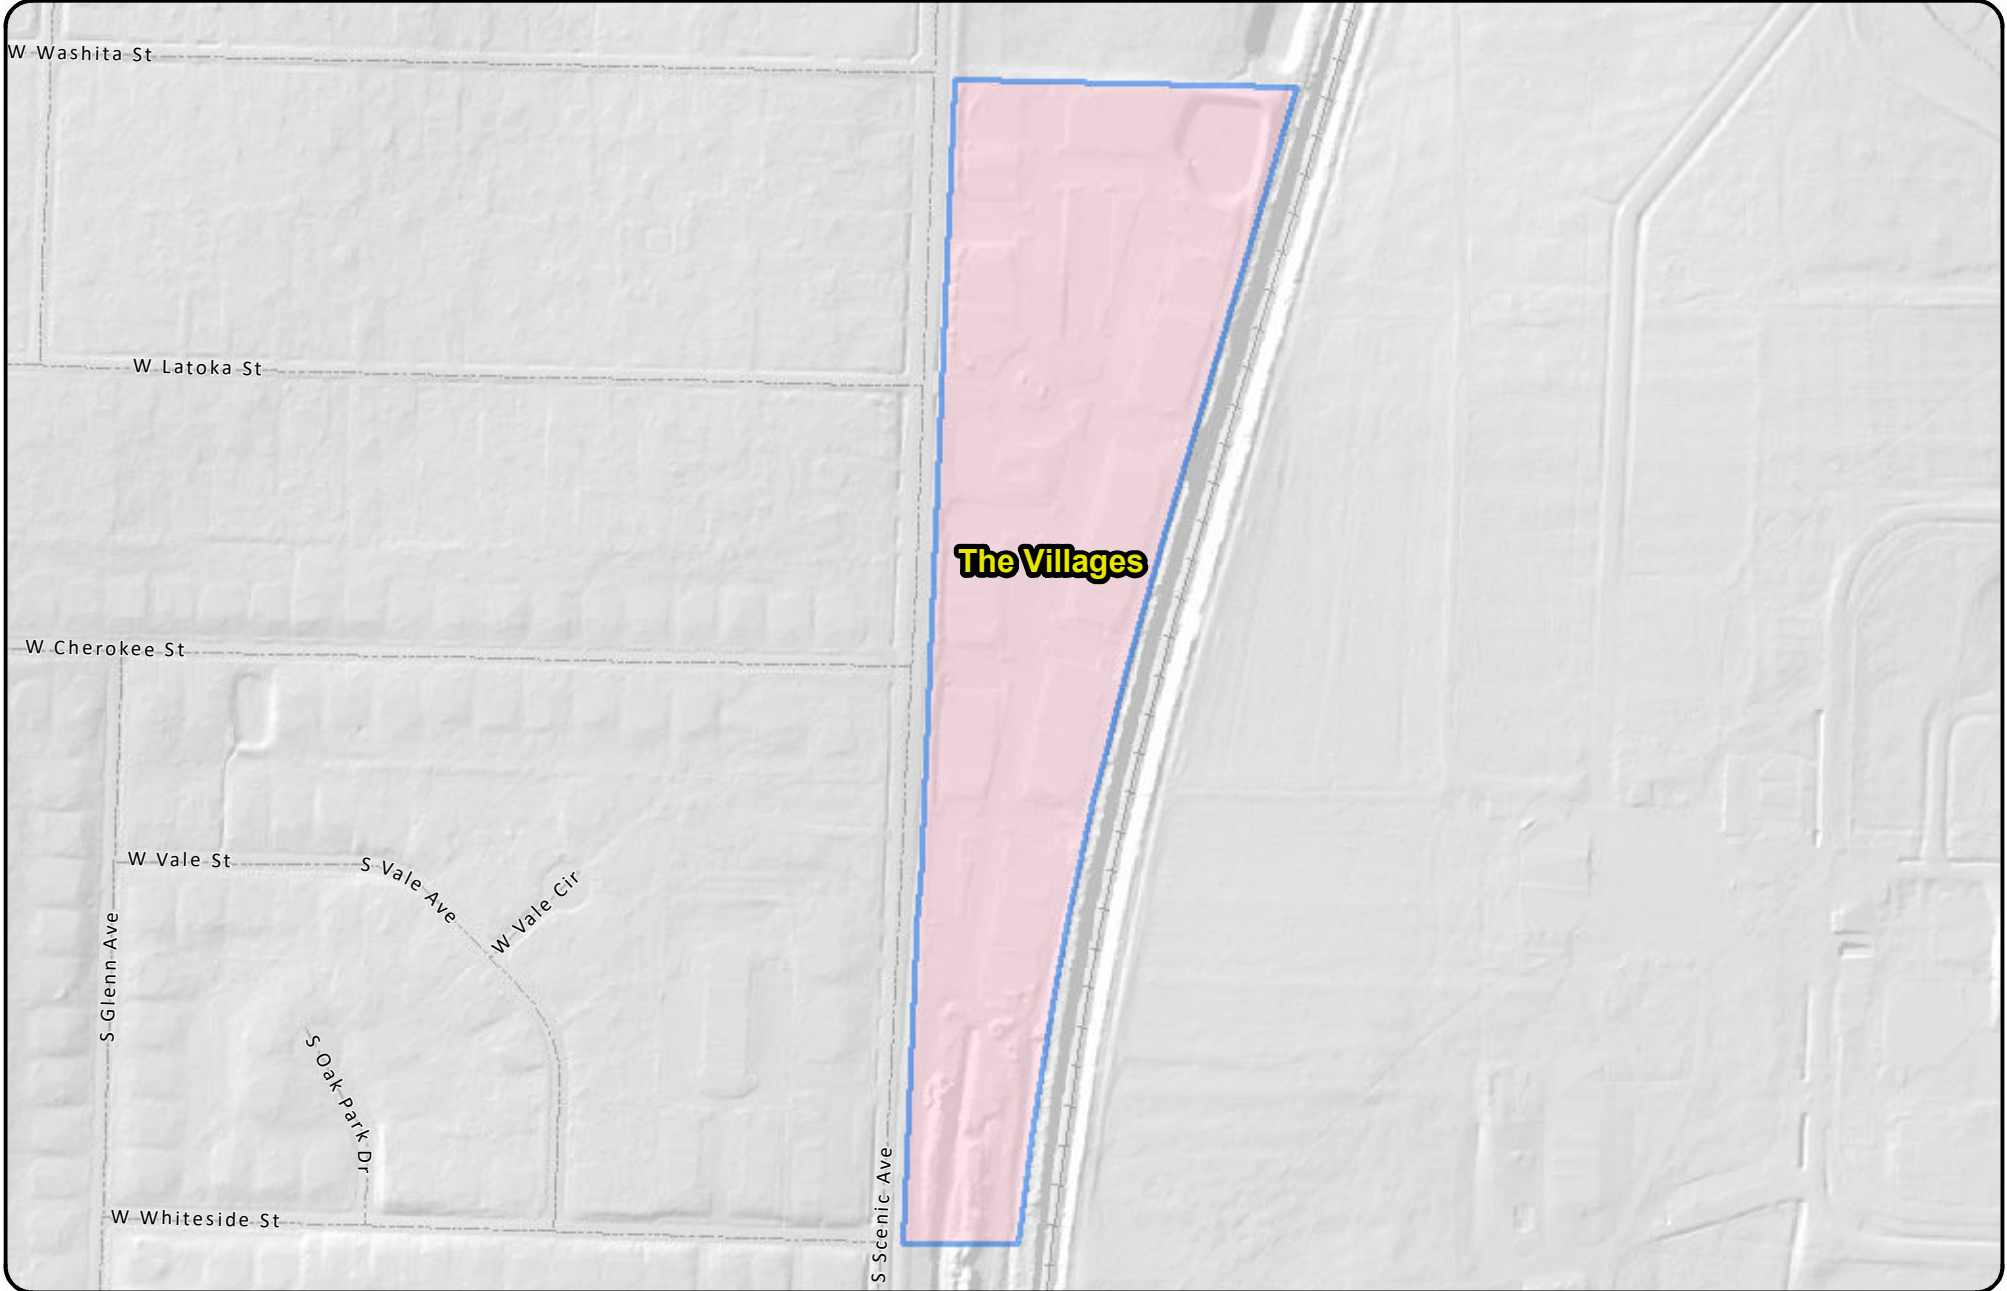 W Washita St
W Latoka St
The Villages
W Cherokee St
W Vale St
S Vale Ave
W Vale Cir
S Glenn Ave
S Oak Park Dr
S Scenic Ave
W Whiteside St